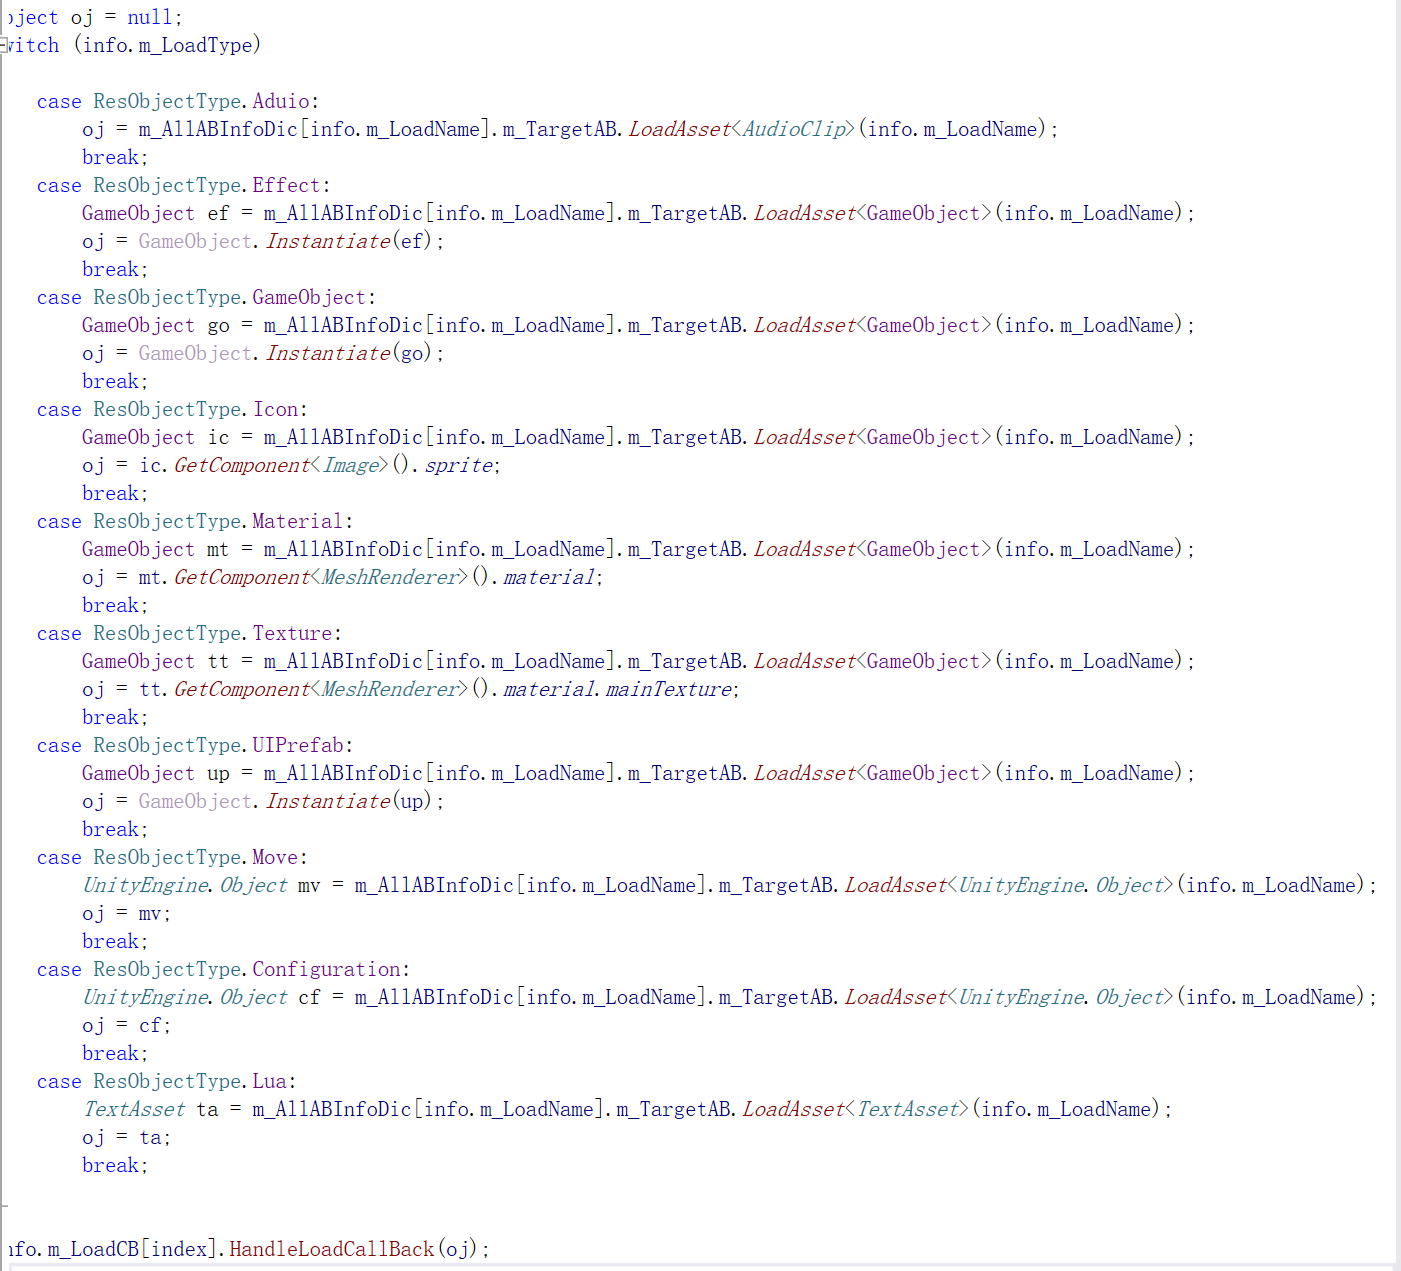 bject oj = null;
witch (info.m_LoadType)
case ResObjectType.Aduio:
oj = m_AllABInfoDic[info.m_LoadName].m_TargetAB.LoadAsset<AudioClip>(info.m_LoadName);
break;
case ResObjectType.Effect:
GameObject ef = m_AllABInfoDic[info.m_LoadName].m_TargetAB.LoadAsset<GameObject>(info.m_LoadName);
oj = GameObject.Instantiate(ef);
break;
case ResObjectType.GameObject:
GameObject go = m_AllABInfoDic[info.m_LoadName].m_TargetAB.LoadAsset<GameObject>(info.m_LoadName);
oj = GameObject.Instantiate(go);
break;
case ResObjectType.Icon:
GameObject ic = m_AllABInfoDic[info.m_LoadName].m_TargetAB.LoadAsset<GameObject>(info.m_LoadName);
oj = ic.GetComponent<Image>().sprite;
break;
case ResObjectType.Material:
GameObject mt = m_AllABInfoDic[info.m_LoadName].m_TargetAB.LoadAsset<GameObject>(info.m_LoadName);
oj = mt.GetComponent<MeshRenderer>().material;
break;
case ResObjectType.Texture:
GameObject tt = m_AllABInfoDic[info.m_LoadName].m_TargetAB.LoadAsset<GameObject>(info.m_LoadName);
oj = tt.GetComponent<MeshRenderer>().material.mainTexture;
break;
case ResObjectType.UIPrefab:
GameObject up = m_AllABInfoDic[info.m_LoadName].m_TargetAB.LoadAsset<GameObject>(info.m_LoadName);
oj = GameObject.Instantiate(up);
break;
case ResObjectType.Move:
UnityEngine.Object mv = m_AllABInfoDic[info.m_LoadName].m_TargetAB.LoadAsset<UnityEngine.Object>(info.m_LoadName);
oj = mv;
break;
case ResObjectType.Configuration:
UnityEngine.Object cf = m_AllABInfoDic[info.m_LoadName].m_TargetAB.LoadAsset<UnityEngine.Object>(info.m_LoadName);
oj = cf;
break;
case ResObjectType.Lua:
TextAsset ta = m_AllABInfoDic[info.m_LoadName].m_TargetAB.LoadAsset<TextAsset>(info.m_LoadName);
oj = ta;
break;
nfo.m_LoadCB[index].HandleLoadCallBack(oj);